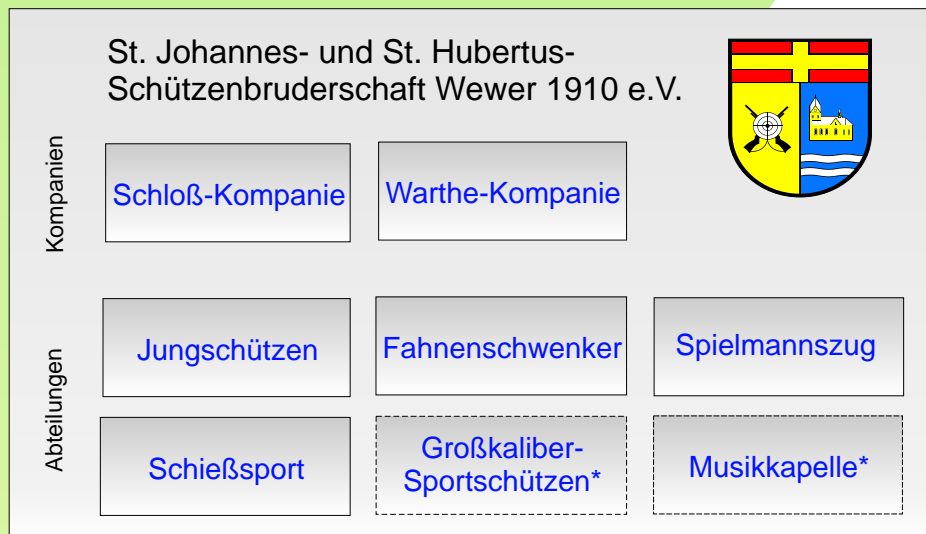 St. Johannes- und St. Hubertus-
Schützenbruderschaft Wewer 1910 e.V.
Kompanien
Schloß-Kompanie
Warthe-Kompanie
Abteilungen
Jungschützen
Fahnenschwenker
Spielmannszug
Schießsport
Großkaliber-
Sportschützen*
Musikkapelle*